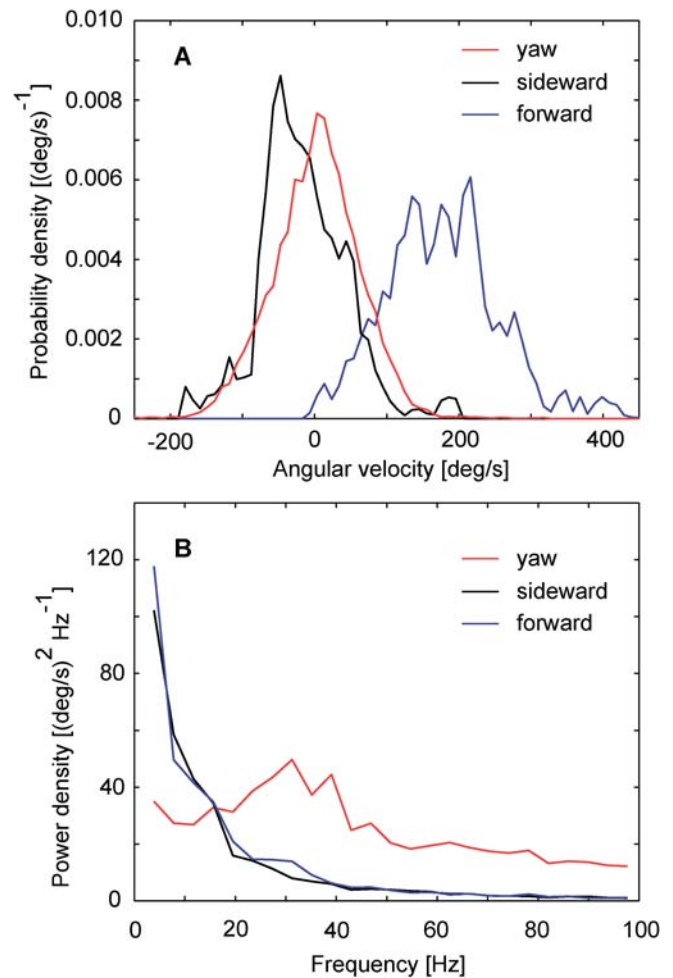 0.010
0.008
0.006
0.004
0.002
0
Probability density [(deg/s)⁻¹]
A
yaw
sideward
forward
-200 0 200 400
Angular velocity [deg/s]
120
80
40
0
Power density [(deg/s)² Hz⁻¹]
B
yaw
sideward
forward
0 20 40 60 80 100
Frequency [Hz]